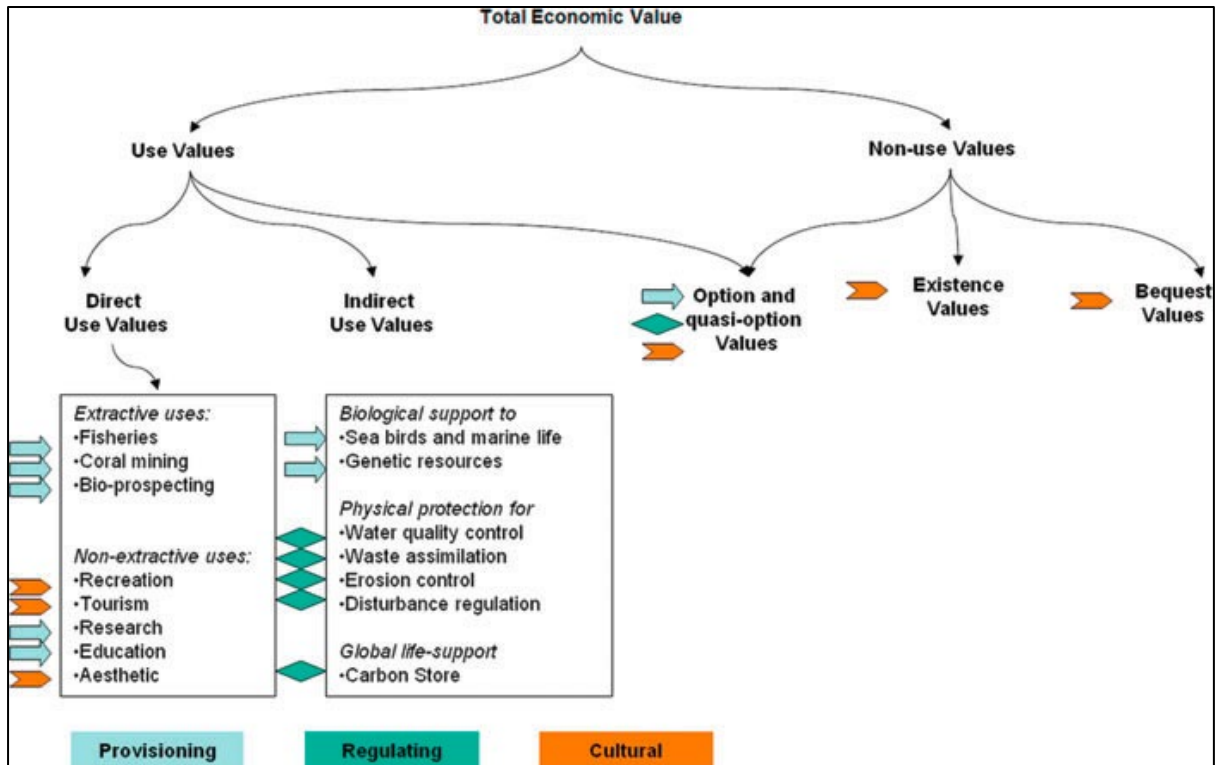 Total Economic Value
Use Values
Non-use Values
Direct
Use Values
Indirect
Use Values
Option and
quasi-option
Values
Existence
Values
Bequest
Values
Extractive uses:
•Fisheries
•Coral mining
•Bio-prospecting
Non-extractive uses:
•Recreation
•Tourism
•Research
•Education
•Aesthetic
Biological support to
•Sea birds and marine life
•Genetic resources
Physical protection for
•Water quality control
•Waste assimilation
•Erosion control
•Disturbance regulation
Global life-support
•Carbon Store
Provisioning
Regulating
Cultural